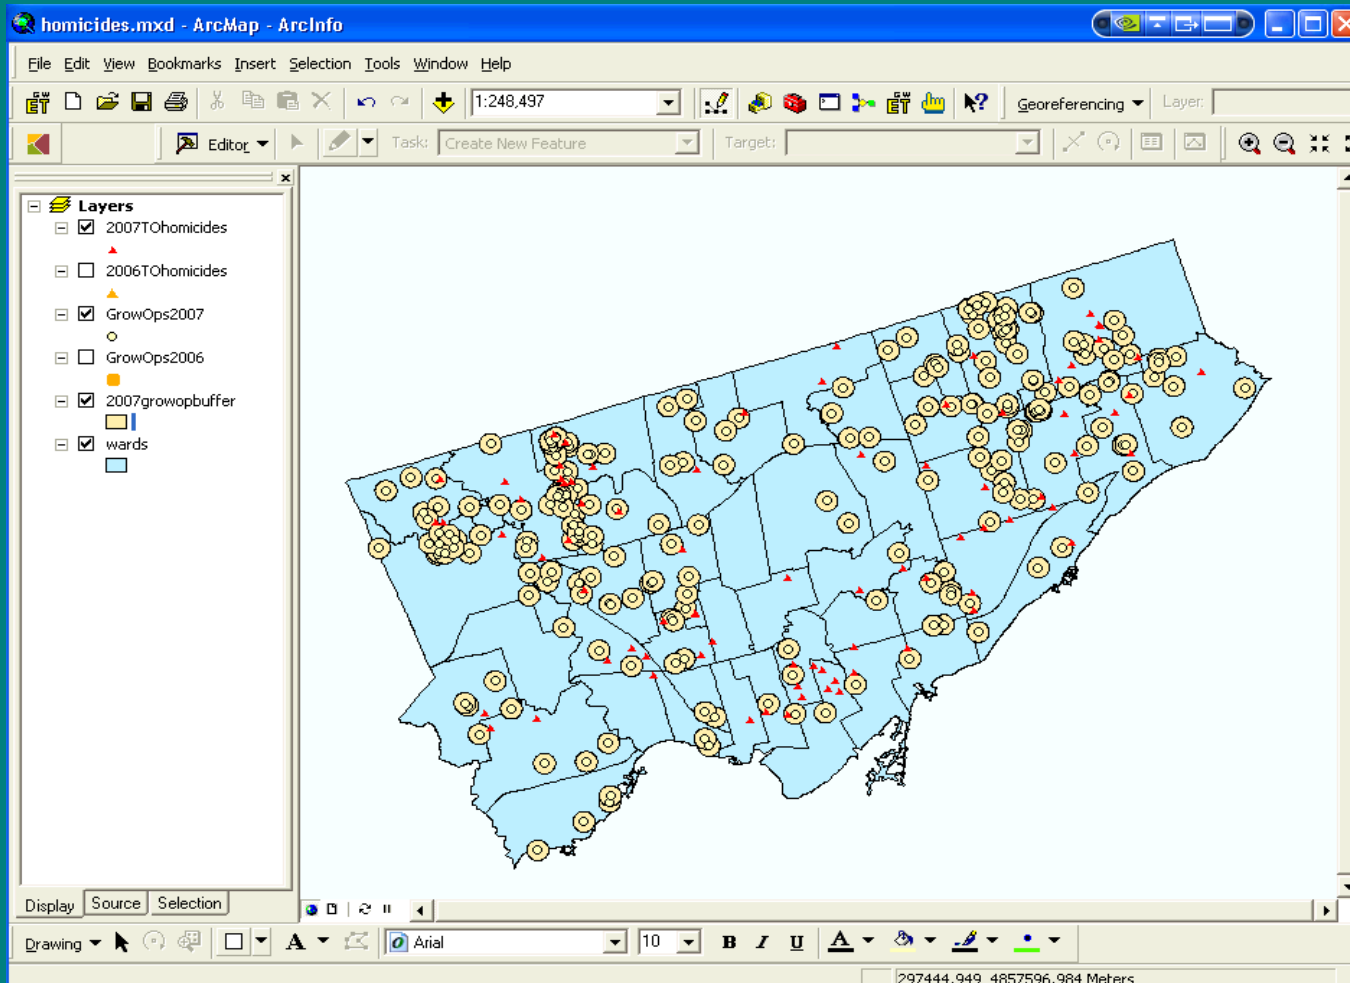 homicides.mxd - ArcMap - ArcInfo
File Edit View Bookmarks Insert Selection Tools Window Help
ET 1:248,497 ET Georeferencing Layer:
Editor Task: Create New Feature Target:
Layers
2007TOhomicides
2006TOhomicides
GrowOps2007
GrowOps2006
2007growopbuffer
wards
Display Source Selection
Drawing A Arial 10 B I U A
297444.949 4857596.984 Meters